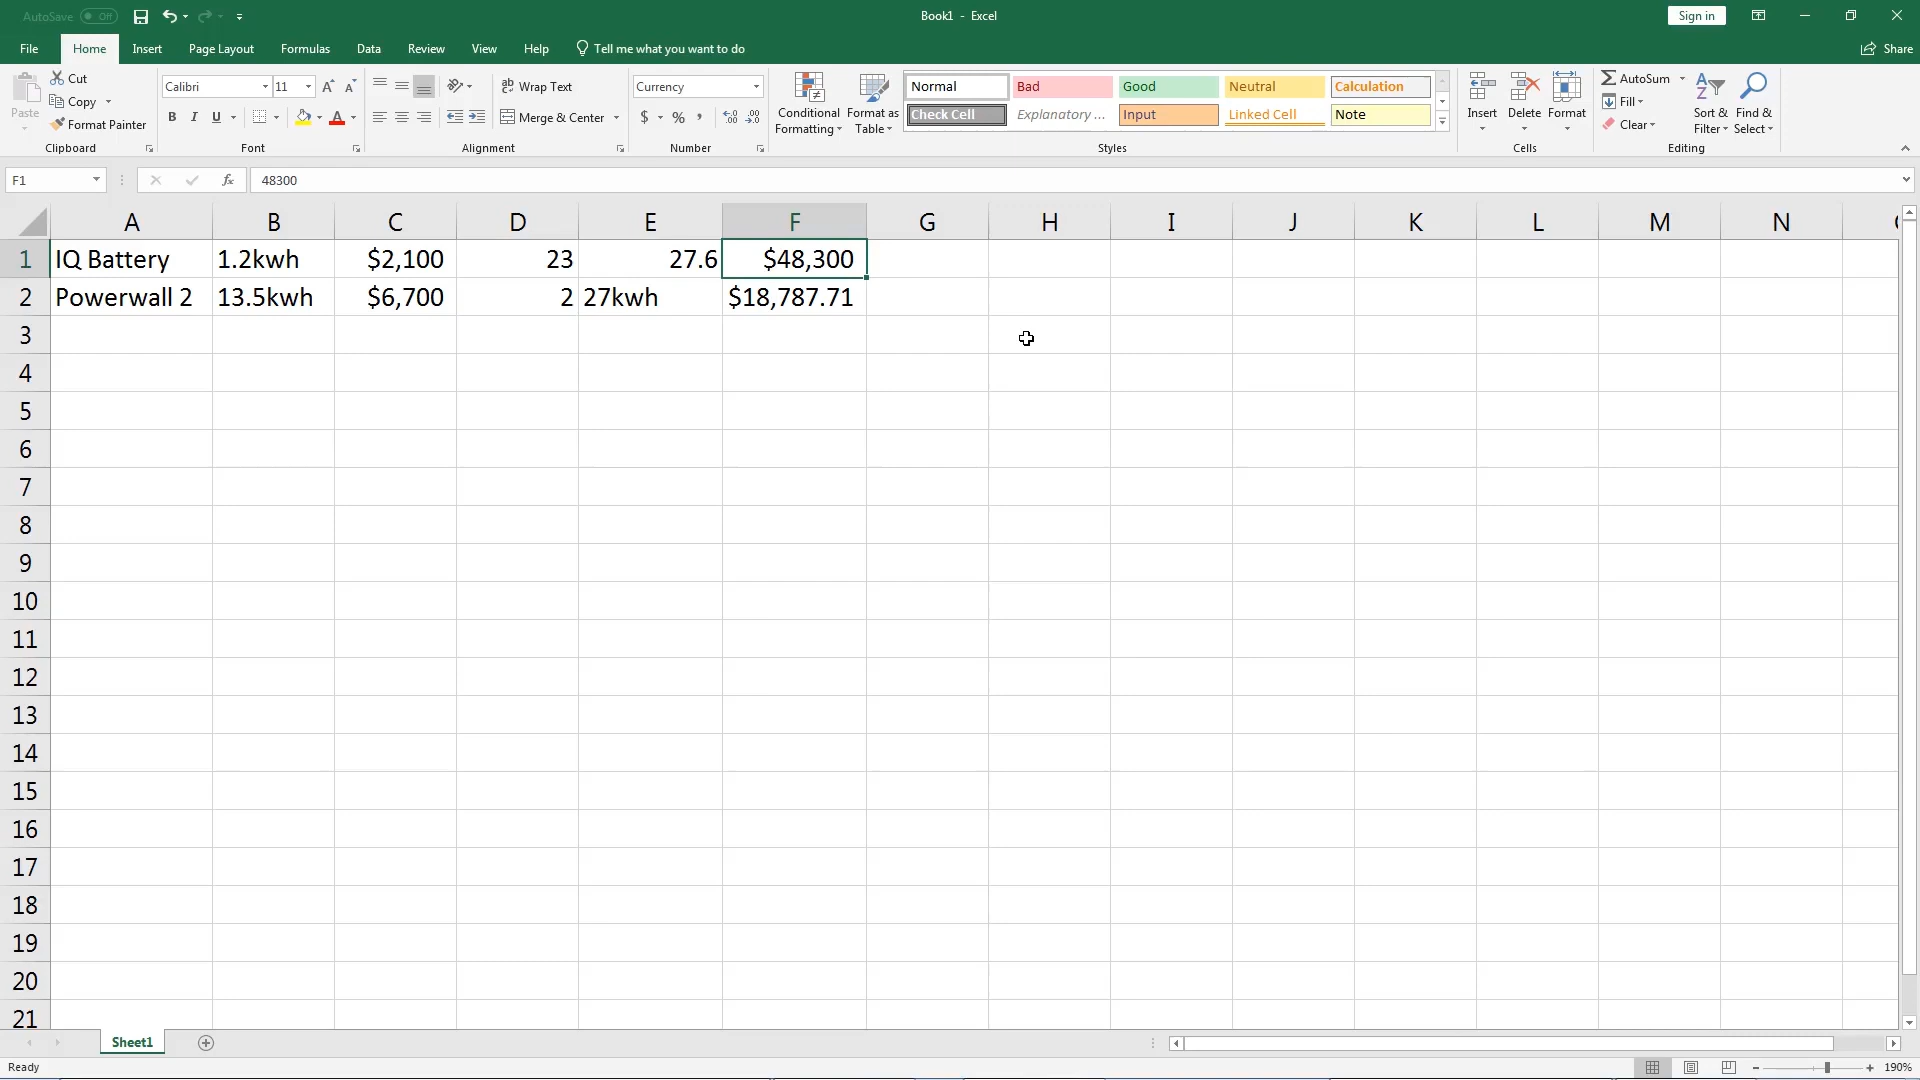 AutoSave Off
Book1 - Excel
Sign in
File Home Insert Page Layout Formulas Data Review View Help Tell me what you want to do
Share
Paste
Cut
Copy
Format Painter
Clipboard
Calibri 11 A A
B I U A
Font
Wrap Text
Merge & Center
Alignment
Currency
$ % ,
Number
Conditional Formatting
Format as Table
Normal Bad Good Neutral Calculation
Check Cell Explanatory ... Input Linked Cell Note
Styles
Insert Delete Format
Cells
AutoSum
Fill
Clear
Sort & Filter
Find & Select
Editing
F1 fx 48300
A B C D E F G H I J K L M N
1 IQ Battery 1.2kwh $2,100 23 27.6 $48,300
2 Powerwall 2 13.5kwh $6,700 2 27kwh $18,787.71
3
4
5
6
7
8
9
10
11
12
13
14
15
16
17
18
19
20
21
Sheet1
Ready
190%